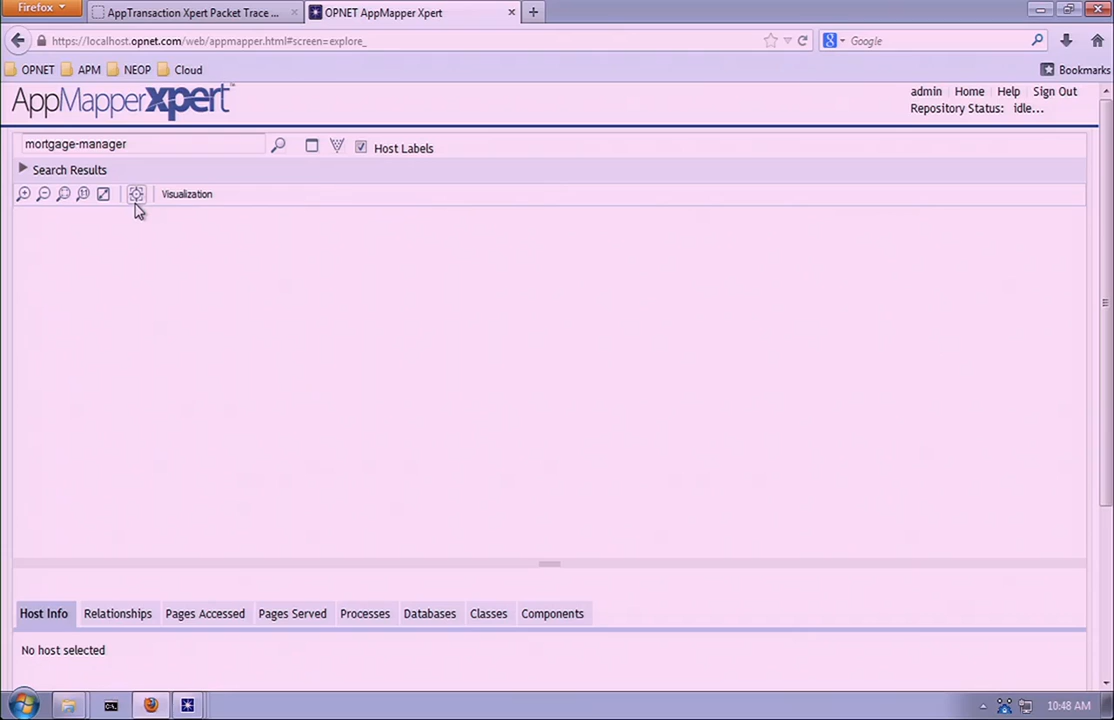 Firefox
AppTransaction Xpert Packet Trace ...
OPNET AppMapper Xpert
https://localhost.opnet.com/web/appmapper.html#screen=explore_
Google
OPNET APM NEOP Cloud
Bookmarks
AppMapperXpert™
admin Home Help Sign Out
Repository Status: idle...
mortgage-manager
Host Labels
Search Results
Visualization
Host Info Relationships Pages Accessed Pages Served Processes Databases Classes Components
No host selected
10:48 AM